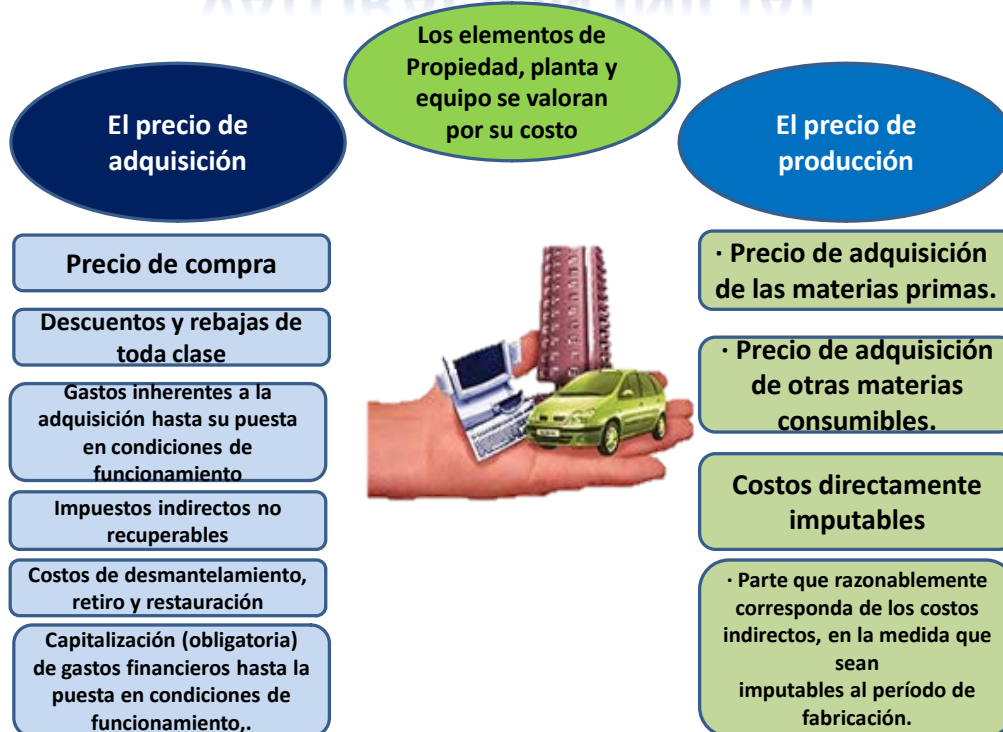 Los elementos de
Propiedad, planta y
equipo se valoran
por su costo
El precio de
adquisición
Precio de compra
Descuentos y rebajas de
toda clase
Gastos inherentes a la
adquisición hasta su puesta
en condiciones de
funcionamiento
Impuestos indirectos no
recuperables
Costos de desmantelamiento,
retiro y restauración
Capitalización (obligatoria)
de gastos financieros hasta la
puesta en condiciones de
funcionamiento,.
El precio de
producción
· Precio de adquisición
de las materias primas.
· Precio de adquisición
de otras materias
consumibles.
Costos directamente
imputables
· Parte que razonablemente
corresponda de los costos
indirectos, en la medida que
sean
imputables al período de
fabricación.